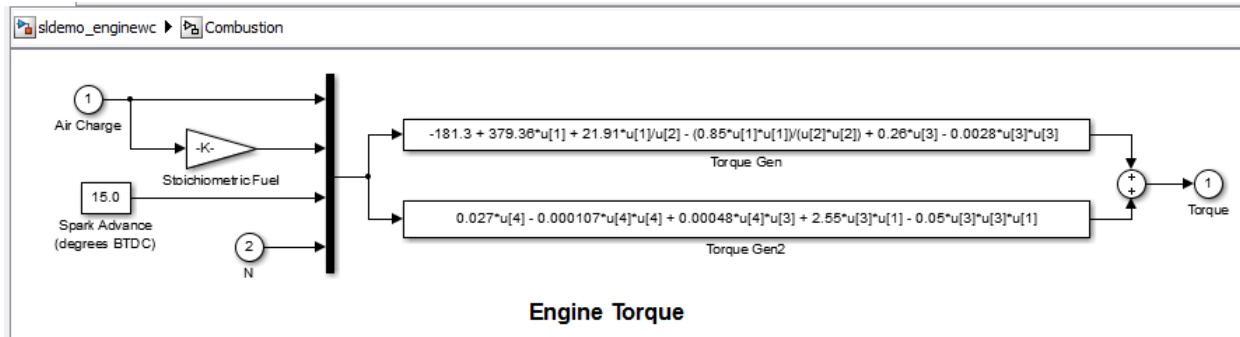 sldemo_enginewc Combustion
1
Air Charge
-K-
Stoichiometric Fuel
15.0
Spark Advance
(degrees BTDC)
2
N
-181.3 + 379.36*u[1] + 21.91*u[1]/u[2] - (0.85*u[1]*u[1])/(u[2]*u[2]) + 0.26*u[3] - 0.0028*u[3]*u[3]
Torque Gen
0.027*u[4] - 0.000107*u[4]*u[4] + 0.00048*u[4]*u[3] + 2.55*u[3]*u[1] - 0.05*u[3]*u[3]*u[1]
Torque Gen2
+
+
1
Torque
Engine Torque